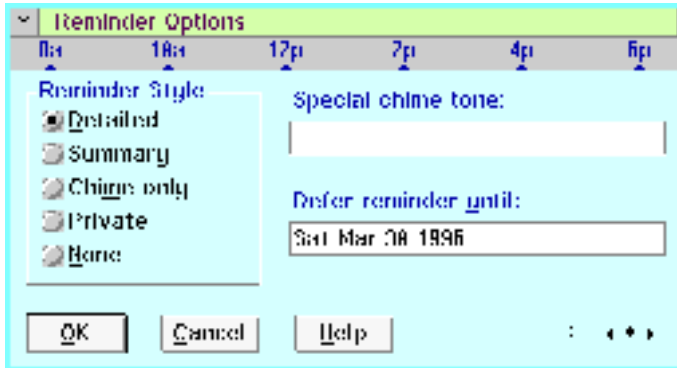 Reminder Options
8a 10a 12p 2p 4p 6p
Reminder Style
Detailed
Summary
Chime only
Private
None
Special chime tone:
Defer reminder until:
Sat Mar 30 1996
OK Cancel Help :